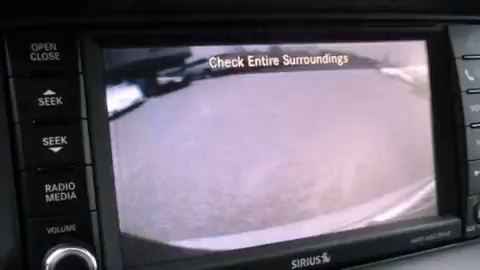 OPEN
CLOSE
SEEK
SEEK
RADIO
MEDIA
VOLUME
Check Entire Surroundings
SIRIUS